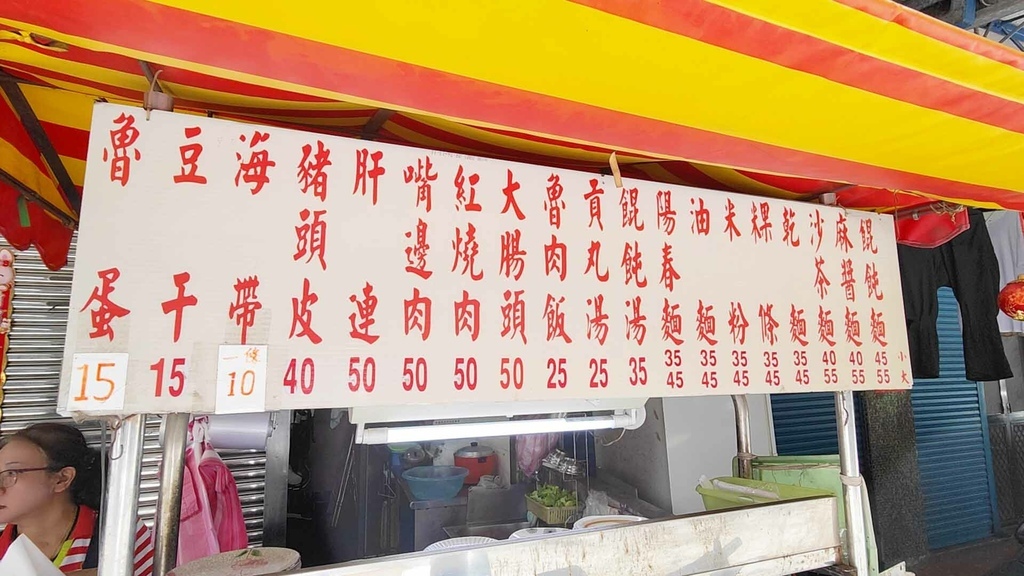 餛飩麵 45 55 小 大
麻醬麵 40 55
沙茶麵 40 55
乾麵 35 45
粿條 35 45
米粉 35 45
油麵 35 45
陽春麵 35 45
餛飩湯 35
貢丸湯 25
魯肉飯 25
大腸頭 50
紅燒肉 50
嘴邊肉 50
肝連 50
豬頭皮 40
海帶 一條 10
豆干 15
魯蛋 15